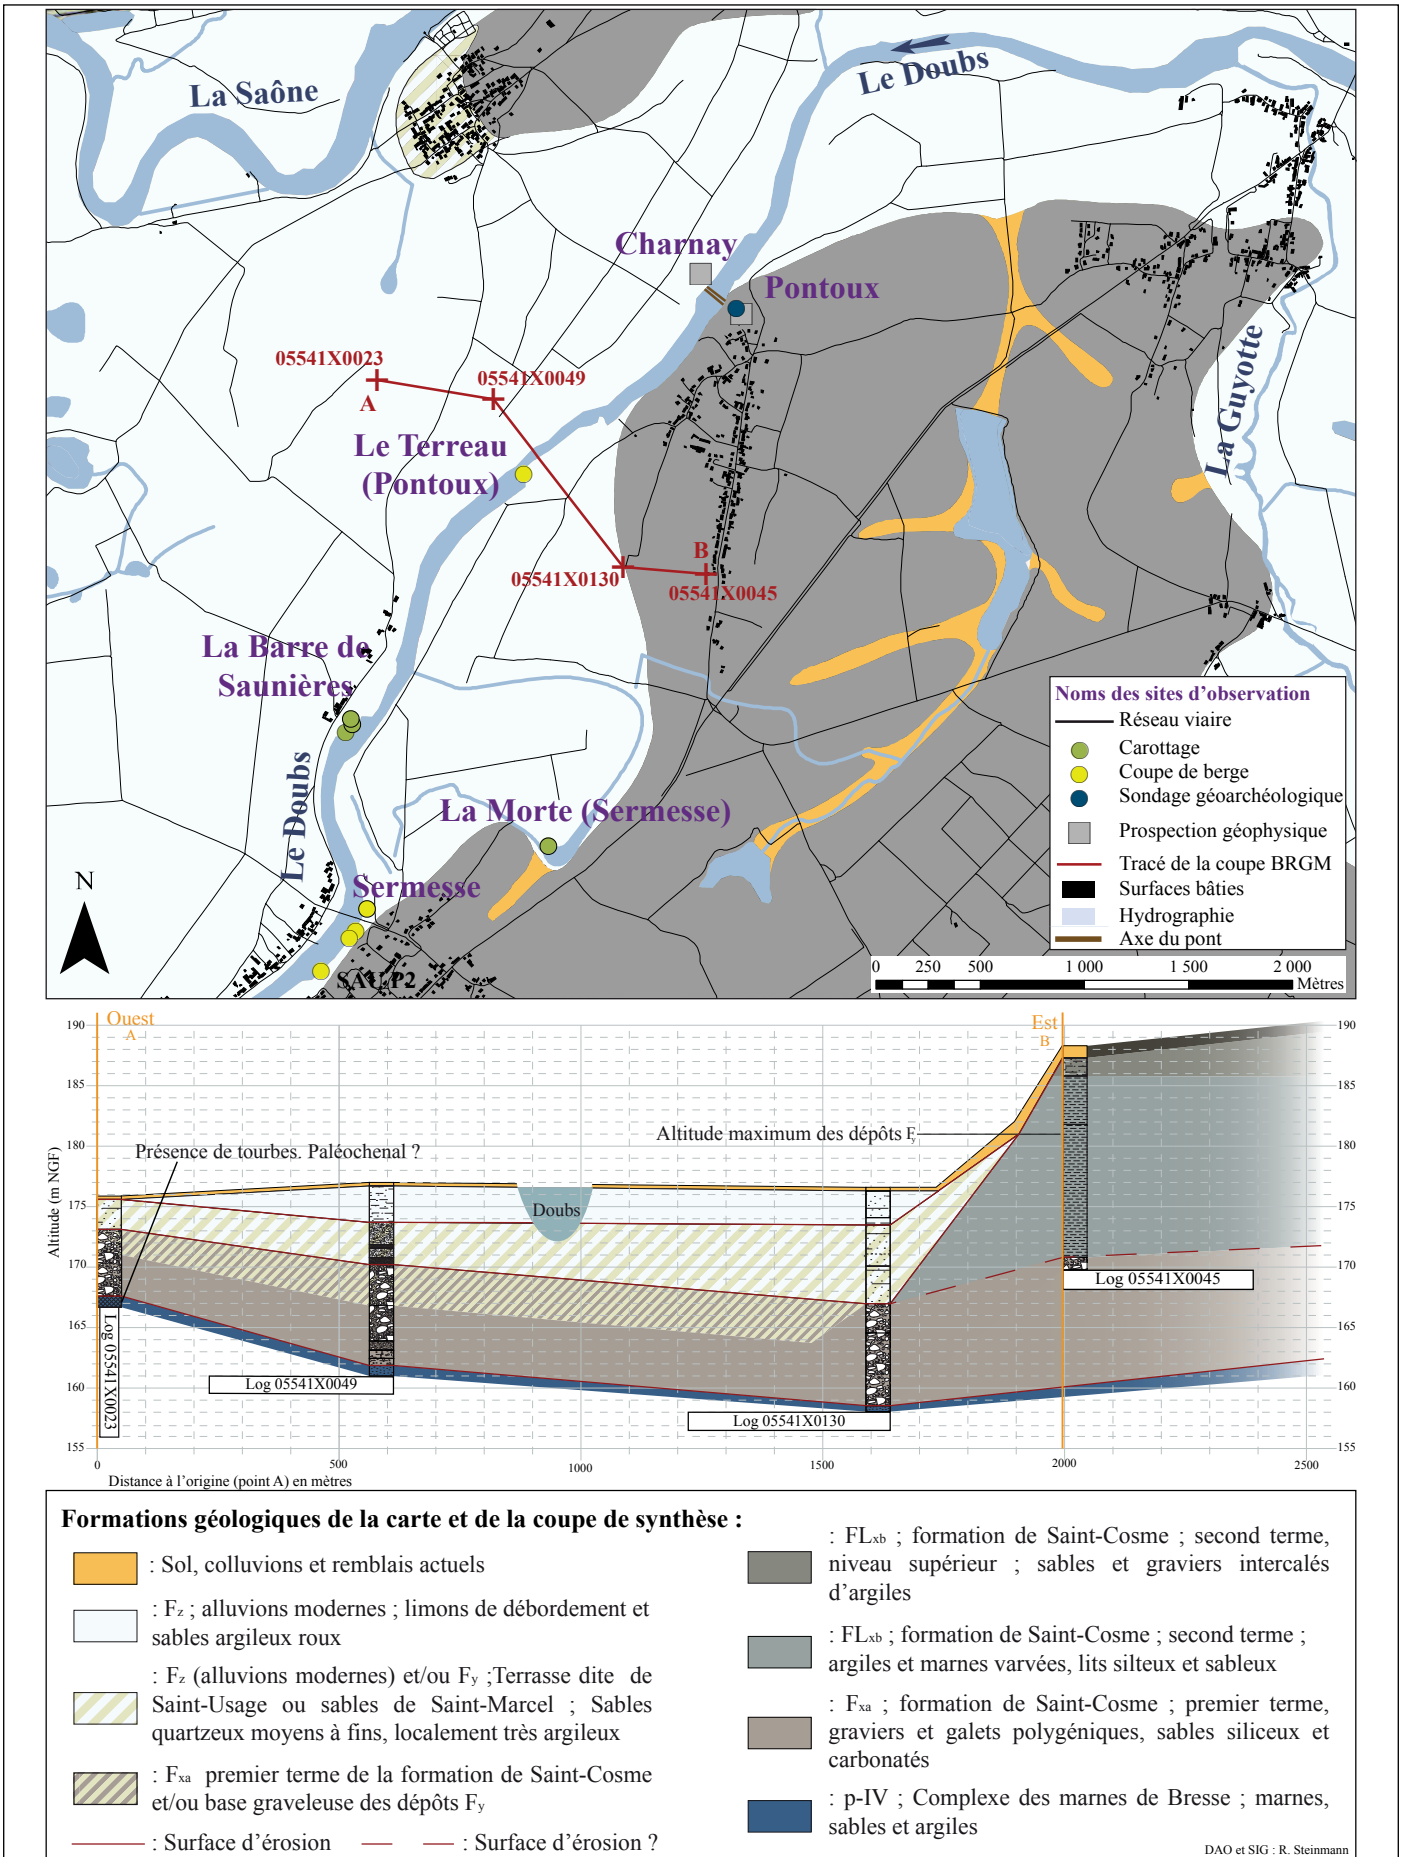 La Saône
Le Doubs
Charnay
Pontoux
05541X0023
A
05541X0049
La Guyotte
Le Terreau
(Pontoux)
B
05541X0130
05541X0045
La Barre de
Saunières
Le Doubs
La Morte (Sermesse)
Sermesse
SAU P2
N
Noms des sites d'observation
Réseau viaire
Carottage
Coupe de berge
Sondage géoarchéologique
Prospection géophysique
Tracé de la coupe BRGM
Surfaces bâties
Hydrographie
Axe du pont
0 250 500 1 000 1 500 2 000
Mètres
Ouest
A
Est
B
190
185
180
175
170
165
160
155
Altitude (m NGF)
190
185
180
175
170
165
160
155
Présence de tourbes. Paléochenal ?
Altitude maximum des dépôts Fy
Doubs
Log 05541X0023
Log 05541X0049
Log 05541X0130
Log 05541X0045
0 500 1000 1500 2000 2500
Distance à l'origine (point A) en mètres
Formations géologiques de la carte et de la coupe de synthèse :
: Sol, colluvions et remblais actuels
: Fz ; alluvions modernes ; limons de débordement et
sables argileux roux
: Fz (alluvions modernes) et/ou Fy ;Terrasse dite de
Saint-Usage ou sables de Saint-Marcel ; Sables
quartzeux moyens à fins, localement très argileux
: Fxa premier terme de la formation de Saint-Cosme
et/ou base graveleuse des dépôts Fy
: Surface d'érosion
: Surface d'érosion ?
: FLxb ; formation de Saint-Cosme ; second terme,
niveau supérieur ; sables et graviers intercalés
d'argiles
: FLxb ; formation de Saint-Cosme ; second terme ;
argiles et marnes varvées, lits silteux et sableux
: Fxa ; formation de Saint-Cosme ; premier terme,
graviers et galets polygéniques, sables siliceux et
carbonatés
: p-IV ; Complexe des marnes de Bresse ; marnes,
sables et argiles
DAO et SIG : R. Steinmann